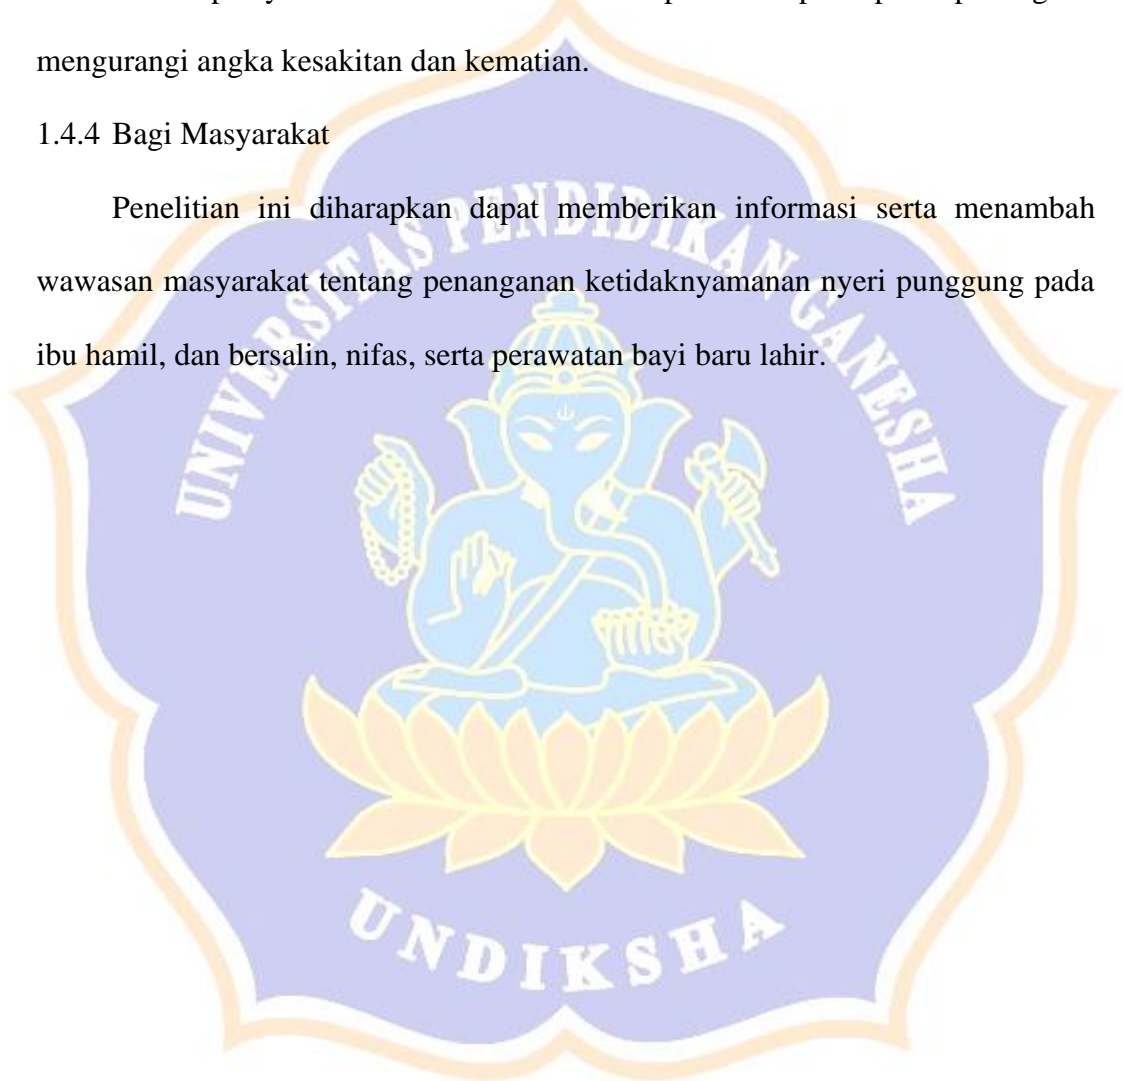 mengurangi angka kesakitan dan kematian.
1.4.4 Bagi Masyarakat
Penelitian ini diharapkan dapat memberikan informasi serta menambah
wawasan masyarakat tentang penanganan ketidaknyamanan nyeri punggung pada
ibu hamil, dan bersalin, nifas, serta perawatan bayi baru lahir.
UNIVERSITAS PENDIDIKAN GANESHA
UNDIKSHA